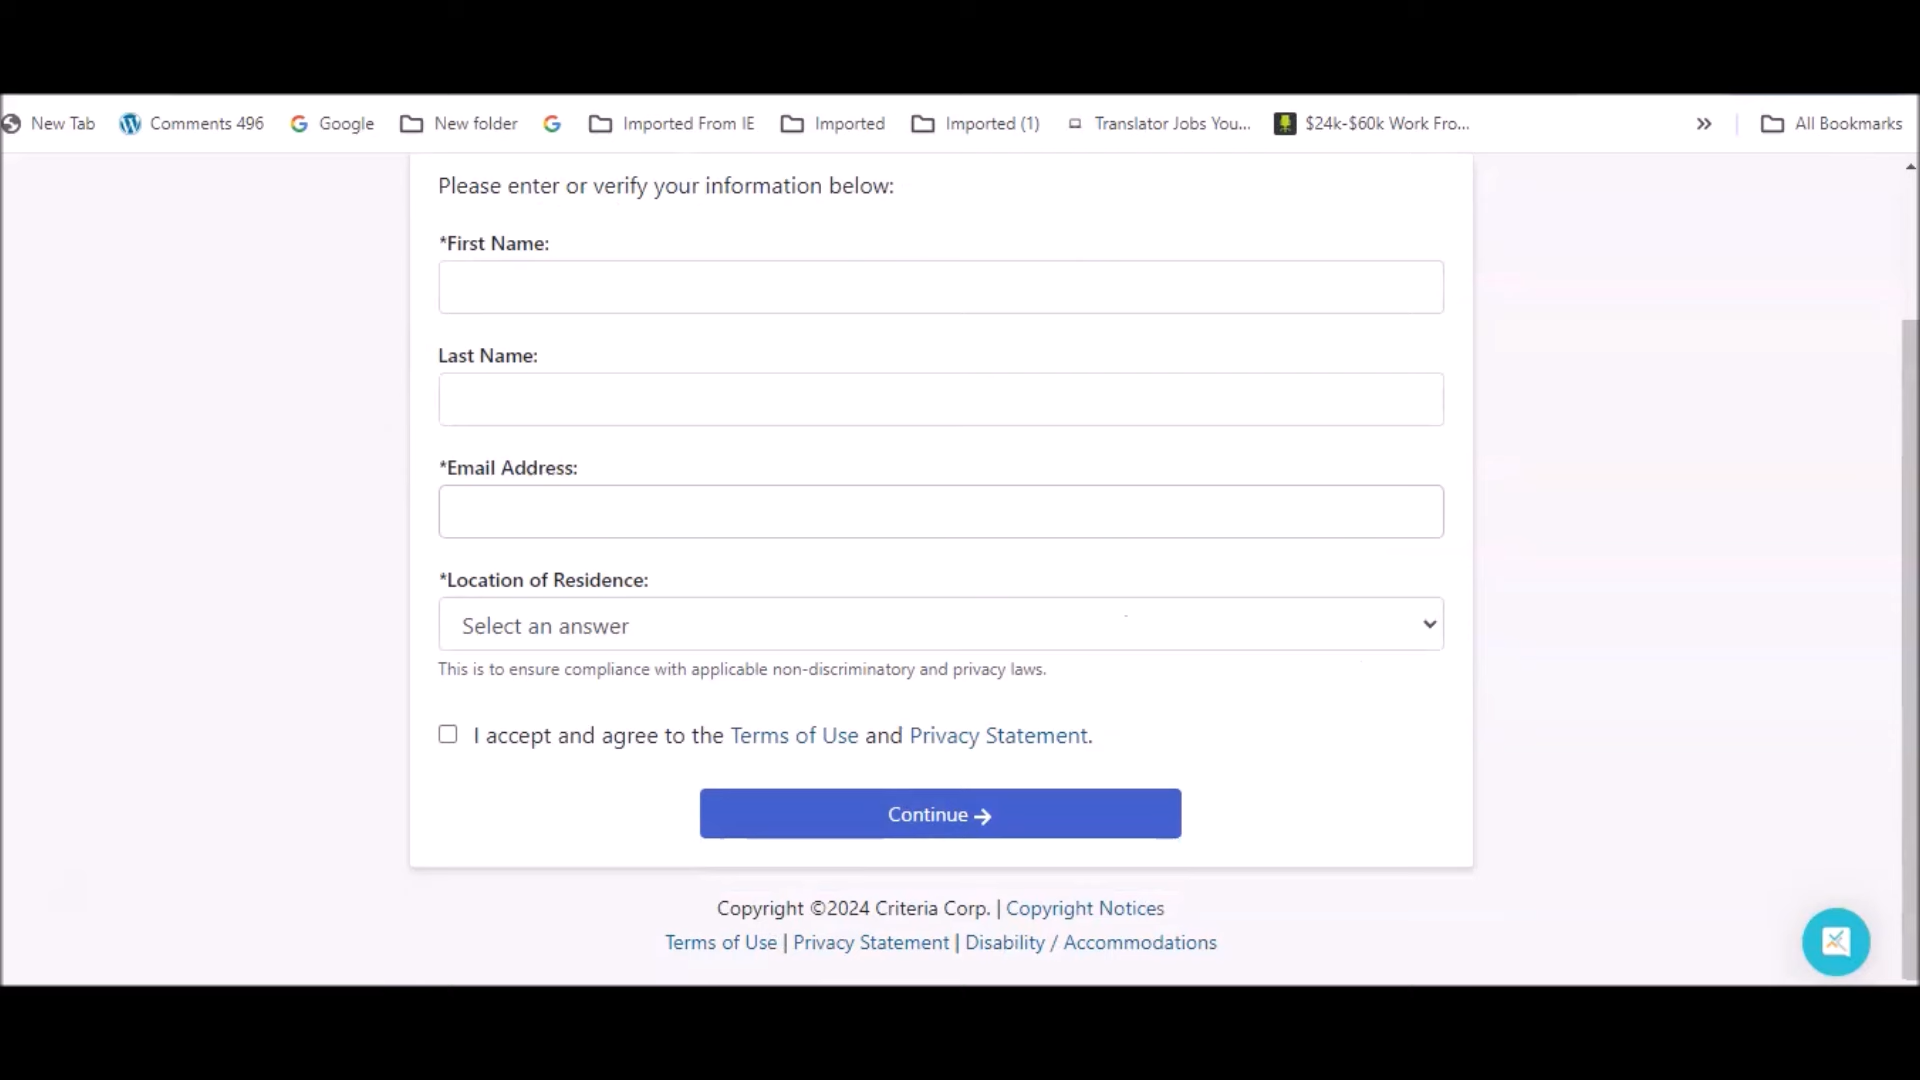 New Tab Comments 496 Google New folder Imported From IE Imported Imported (1) Translator Jobs You... $24k-$60k Work Fro... » All Bookmarks
Please enter or verify your information below:
*First Name:
Last Name:
*Email Address:
*Location of Residence:
Select an answer
This is to ensure compliance with applicable non-discriminatory and privacy laws.
I accept and agree to the Terms of Use and Privacy Statement.
Continue →
Copyright ©2024 Criteria Corp. | Copyright Notices
Terms of Use | Privacy Statement | Disability / Accommodations